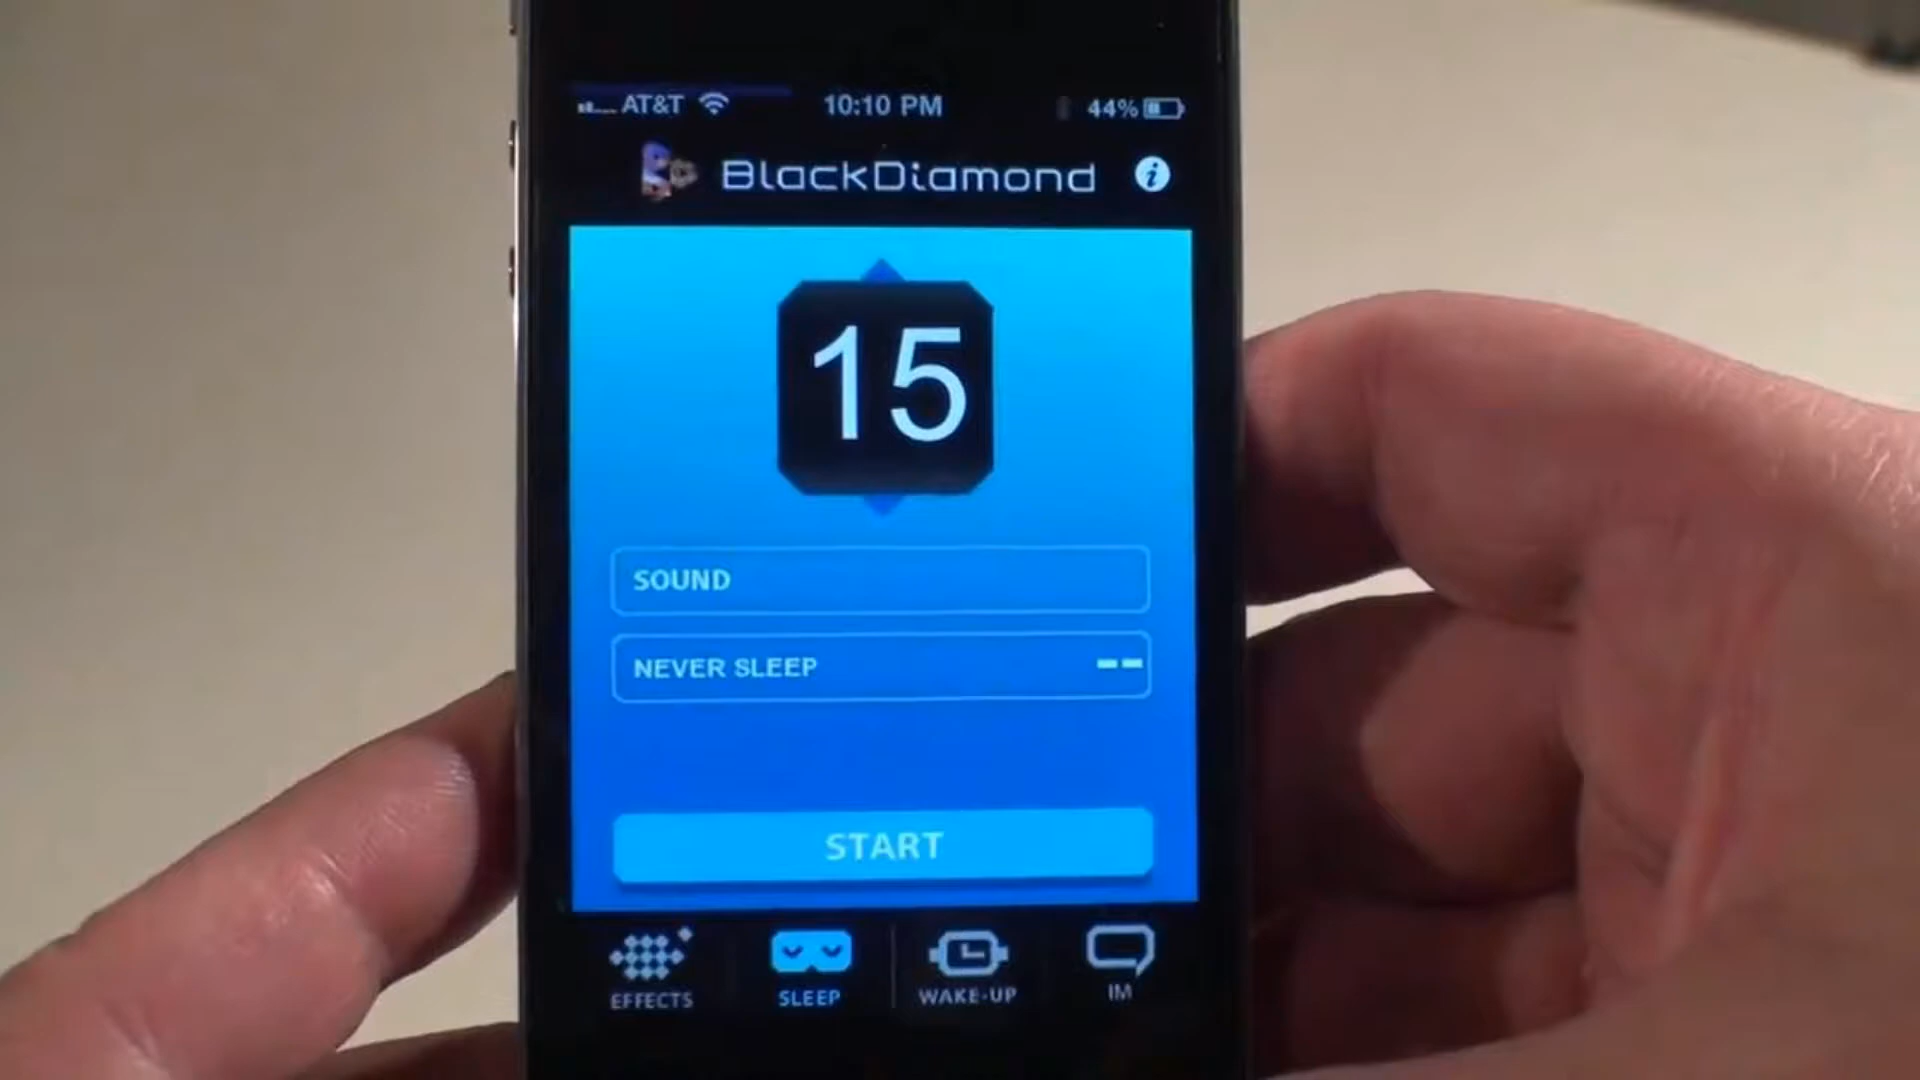 AT&T 10:10 PM 44%
BLackDiamond i
15
SOUND
NEVER SLEEP --
START
EFFECTS SLEEP WAKE-UP IM